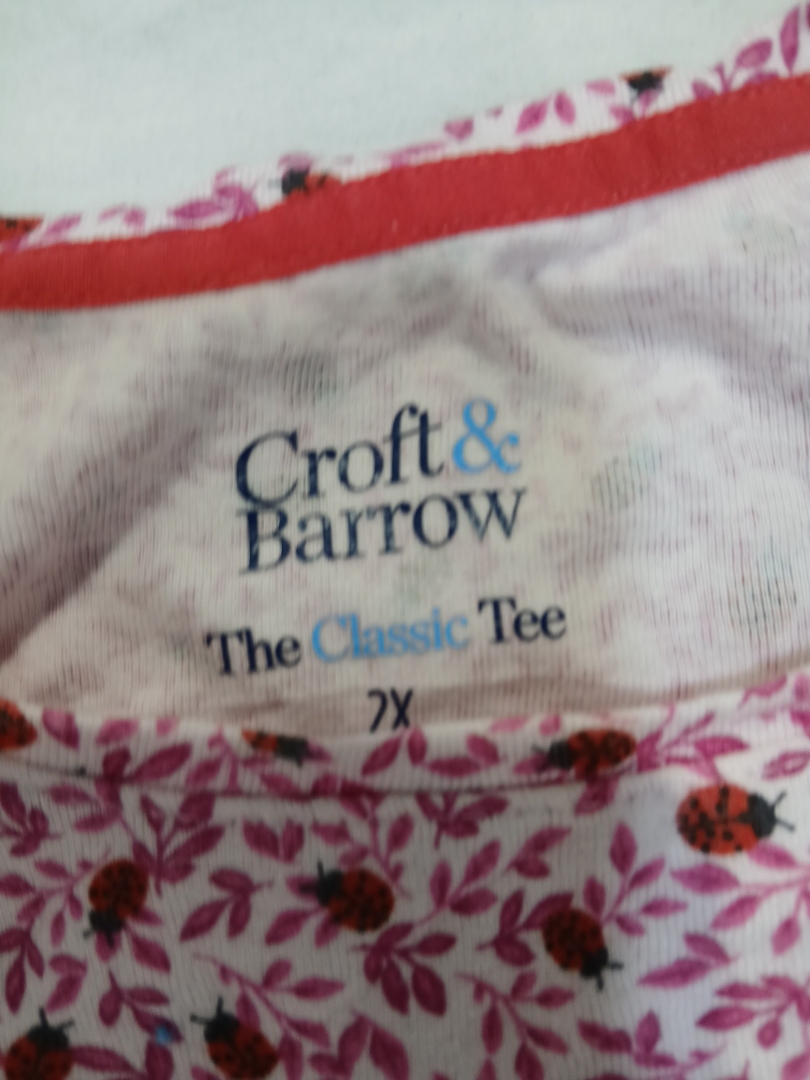 Croft &
Barrow
The Classic Tee
2X